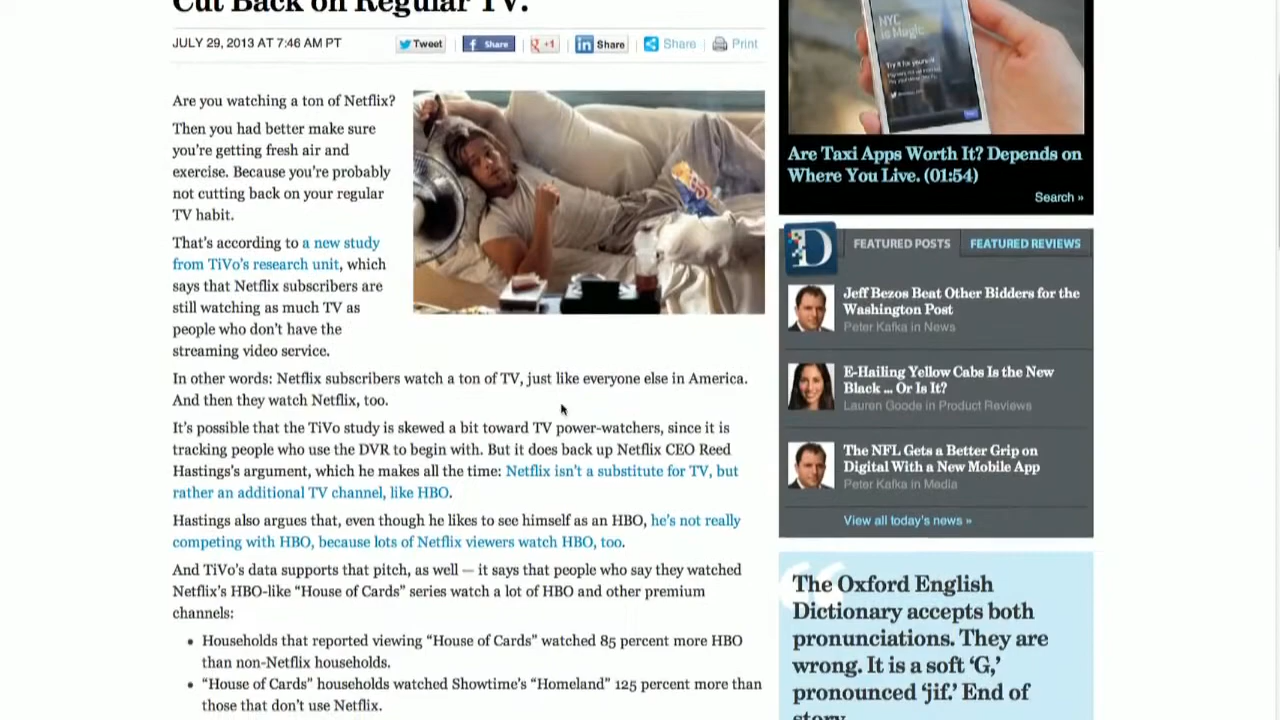 Cut Back on Regular TV.
JULY 29, 2013 AT 7:46 AM PT
Tweet
Share
+1
in Share
Share
Print
Are you watching a ton of Netflix?
Then you had better make sure
you're getting fresh air and
exercise. Because you're probably
not cutting back on your regular
TV habit.
That's according to a new study
from TiVo's research unit, which
says that Netflix subscribers are
still watching as much TV as
people who don't have the
streaming video service.
In other words: Netflix subscribers watch a ton of TV, just like everyone else in America.
And then they watch Netflix, too.
It's possible that the TiVo study is skewed a bit toward TV power-watchers, since it is
tracking people who use the DVR to begin with. But it does back up Netflix CEO Reed
Hastings's argument, which he makes all the time: Netflix isn't a substitute for TV, but
rather an additional TV channel, like HBO.
Hastings also argues that, even though he likes to see himself as an HBO, he's not really
competing with HBO, because lots of Netflix viewers watch HBO, too.
And TiVo's data supports that pitch, as well — it says that people who say they watched
Netflix's HBO-like “House of Cards” series watch a lot of HBO and other premium
channels:
• Households that reported viewing “House of Cards” watched 85 percent more HBO
than non-Netflix households.
• “House of Cards” households watched Showtime's “Homeland” 125 percent more than
those that don't use Netflix.
NYC
is Magic
Try it for yourself
Are Taxi Apps Worth It? Depends on
Where You Live. (01:54)
Search »
D
FEATURED POSTS
FEATURED REVIEWS
Jeff Bezos Beat Other Bidders for the
Washington Post
Peter Kafka in News
E-Hailing Yellow Cabs Is the New
Black ... Or Is It?
Lauren Goode in Product Reviews
The NFL Gets a Better Grip on
Digital With a New Mobile App
Peter Kafka in Media
View all today's news »
The Oxford English
Dictionary accepts both
pronunciations. They are
wrong. It is a soft ‘G,’
pronounced ‘jif.’ End of
story.